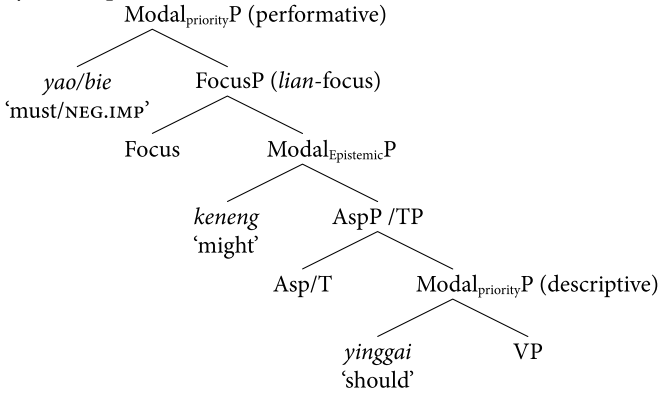 Modal_priorityP (performative)
yao/bie FocusP (lian-focus)
‘must/NEG.IMP’
Focus Modal_EpistemicP
keneng AspP /TP
‘might’
Asp/T Modal_priorityP (descriptive)
yinggai VP
‘should’